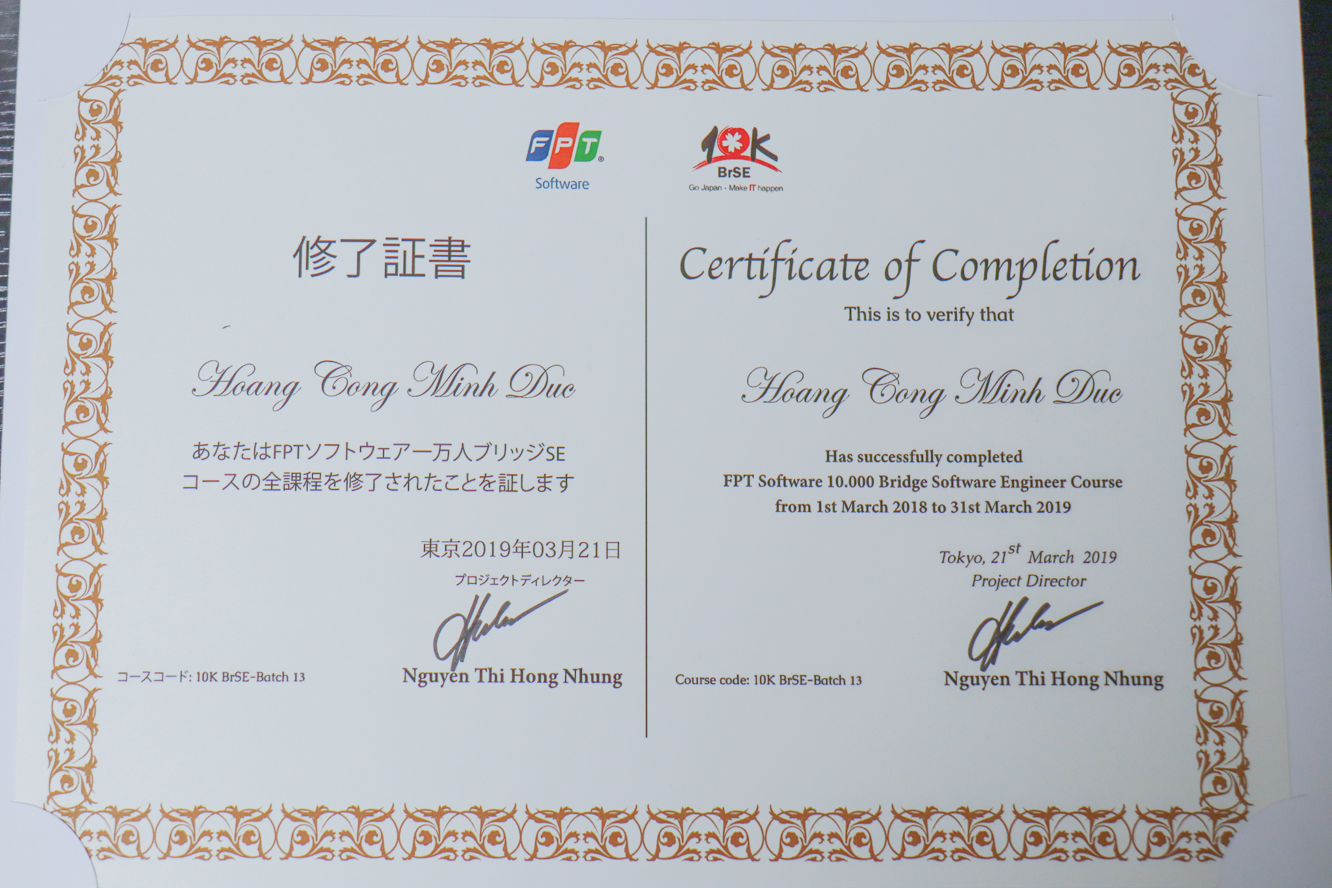 FPT
Software
10K
BrSE
Go Japan - Make IT happen
修了証書
Hoang Cong Minh Duc
あなたはFPTソフトウェア一万人ブリッジSE
コースの全課程を修了されたことを証します
東京2019年03月21日
プロジェクトディレクター
Nguyen Thi Hong Nhung
コースコード: 10K BrSE-Batch 13
Certificate of Completion
This is to verify that
Hoang Cong Minh Duc
Has successfully completed
FPT Software 10.000 Bridge Software Engineer Course
from 1st March 2018 to 31st March 2019
Tokyo, 21st March 2019
Project Director
Nguyen Thi Hong Nhung
Course code: 10K BrSE-Batch 13